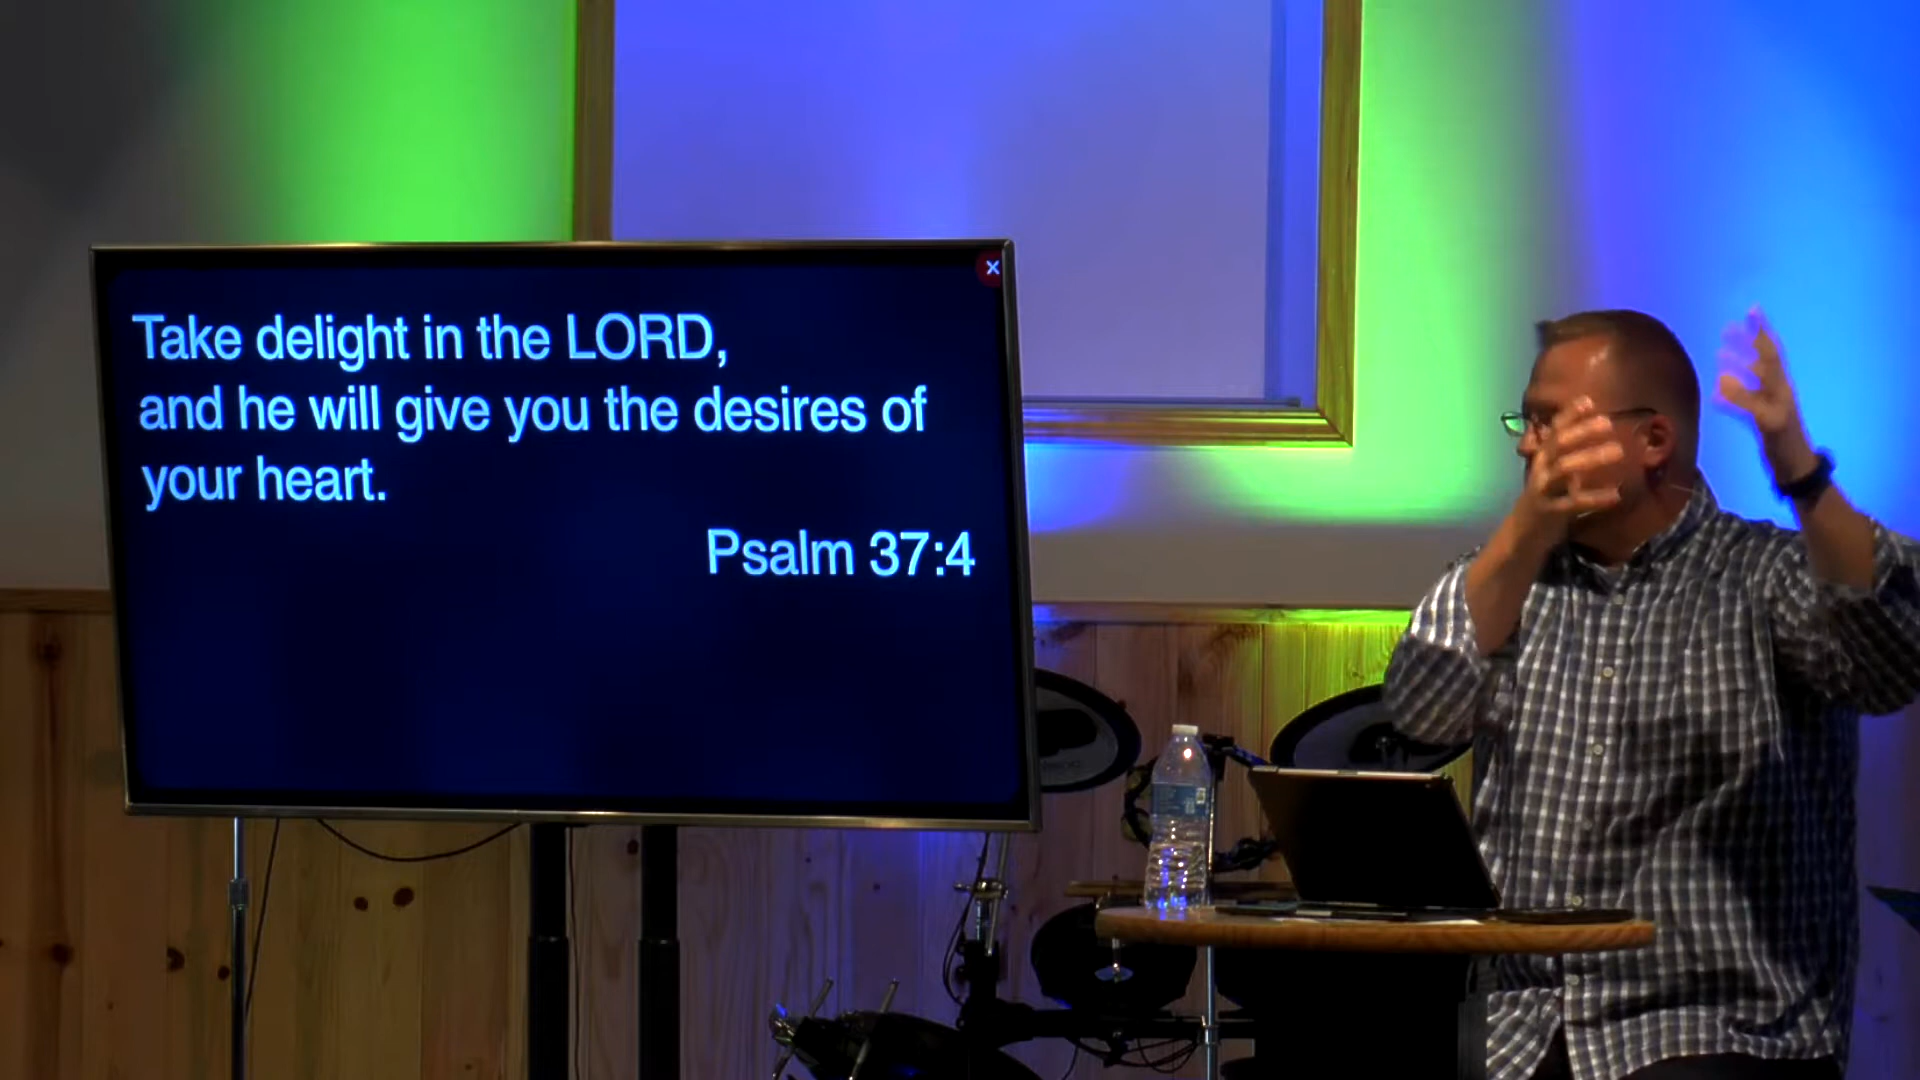 Take delight in the LORD,
and he will give you the desires of
your heart.
Psalm 37:4